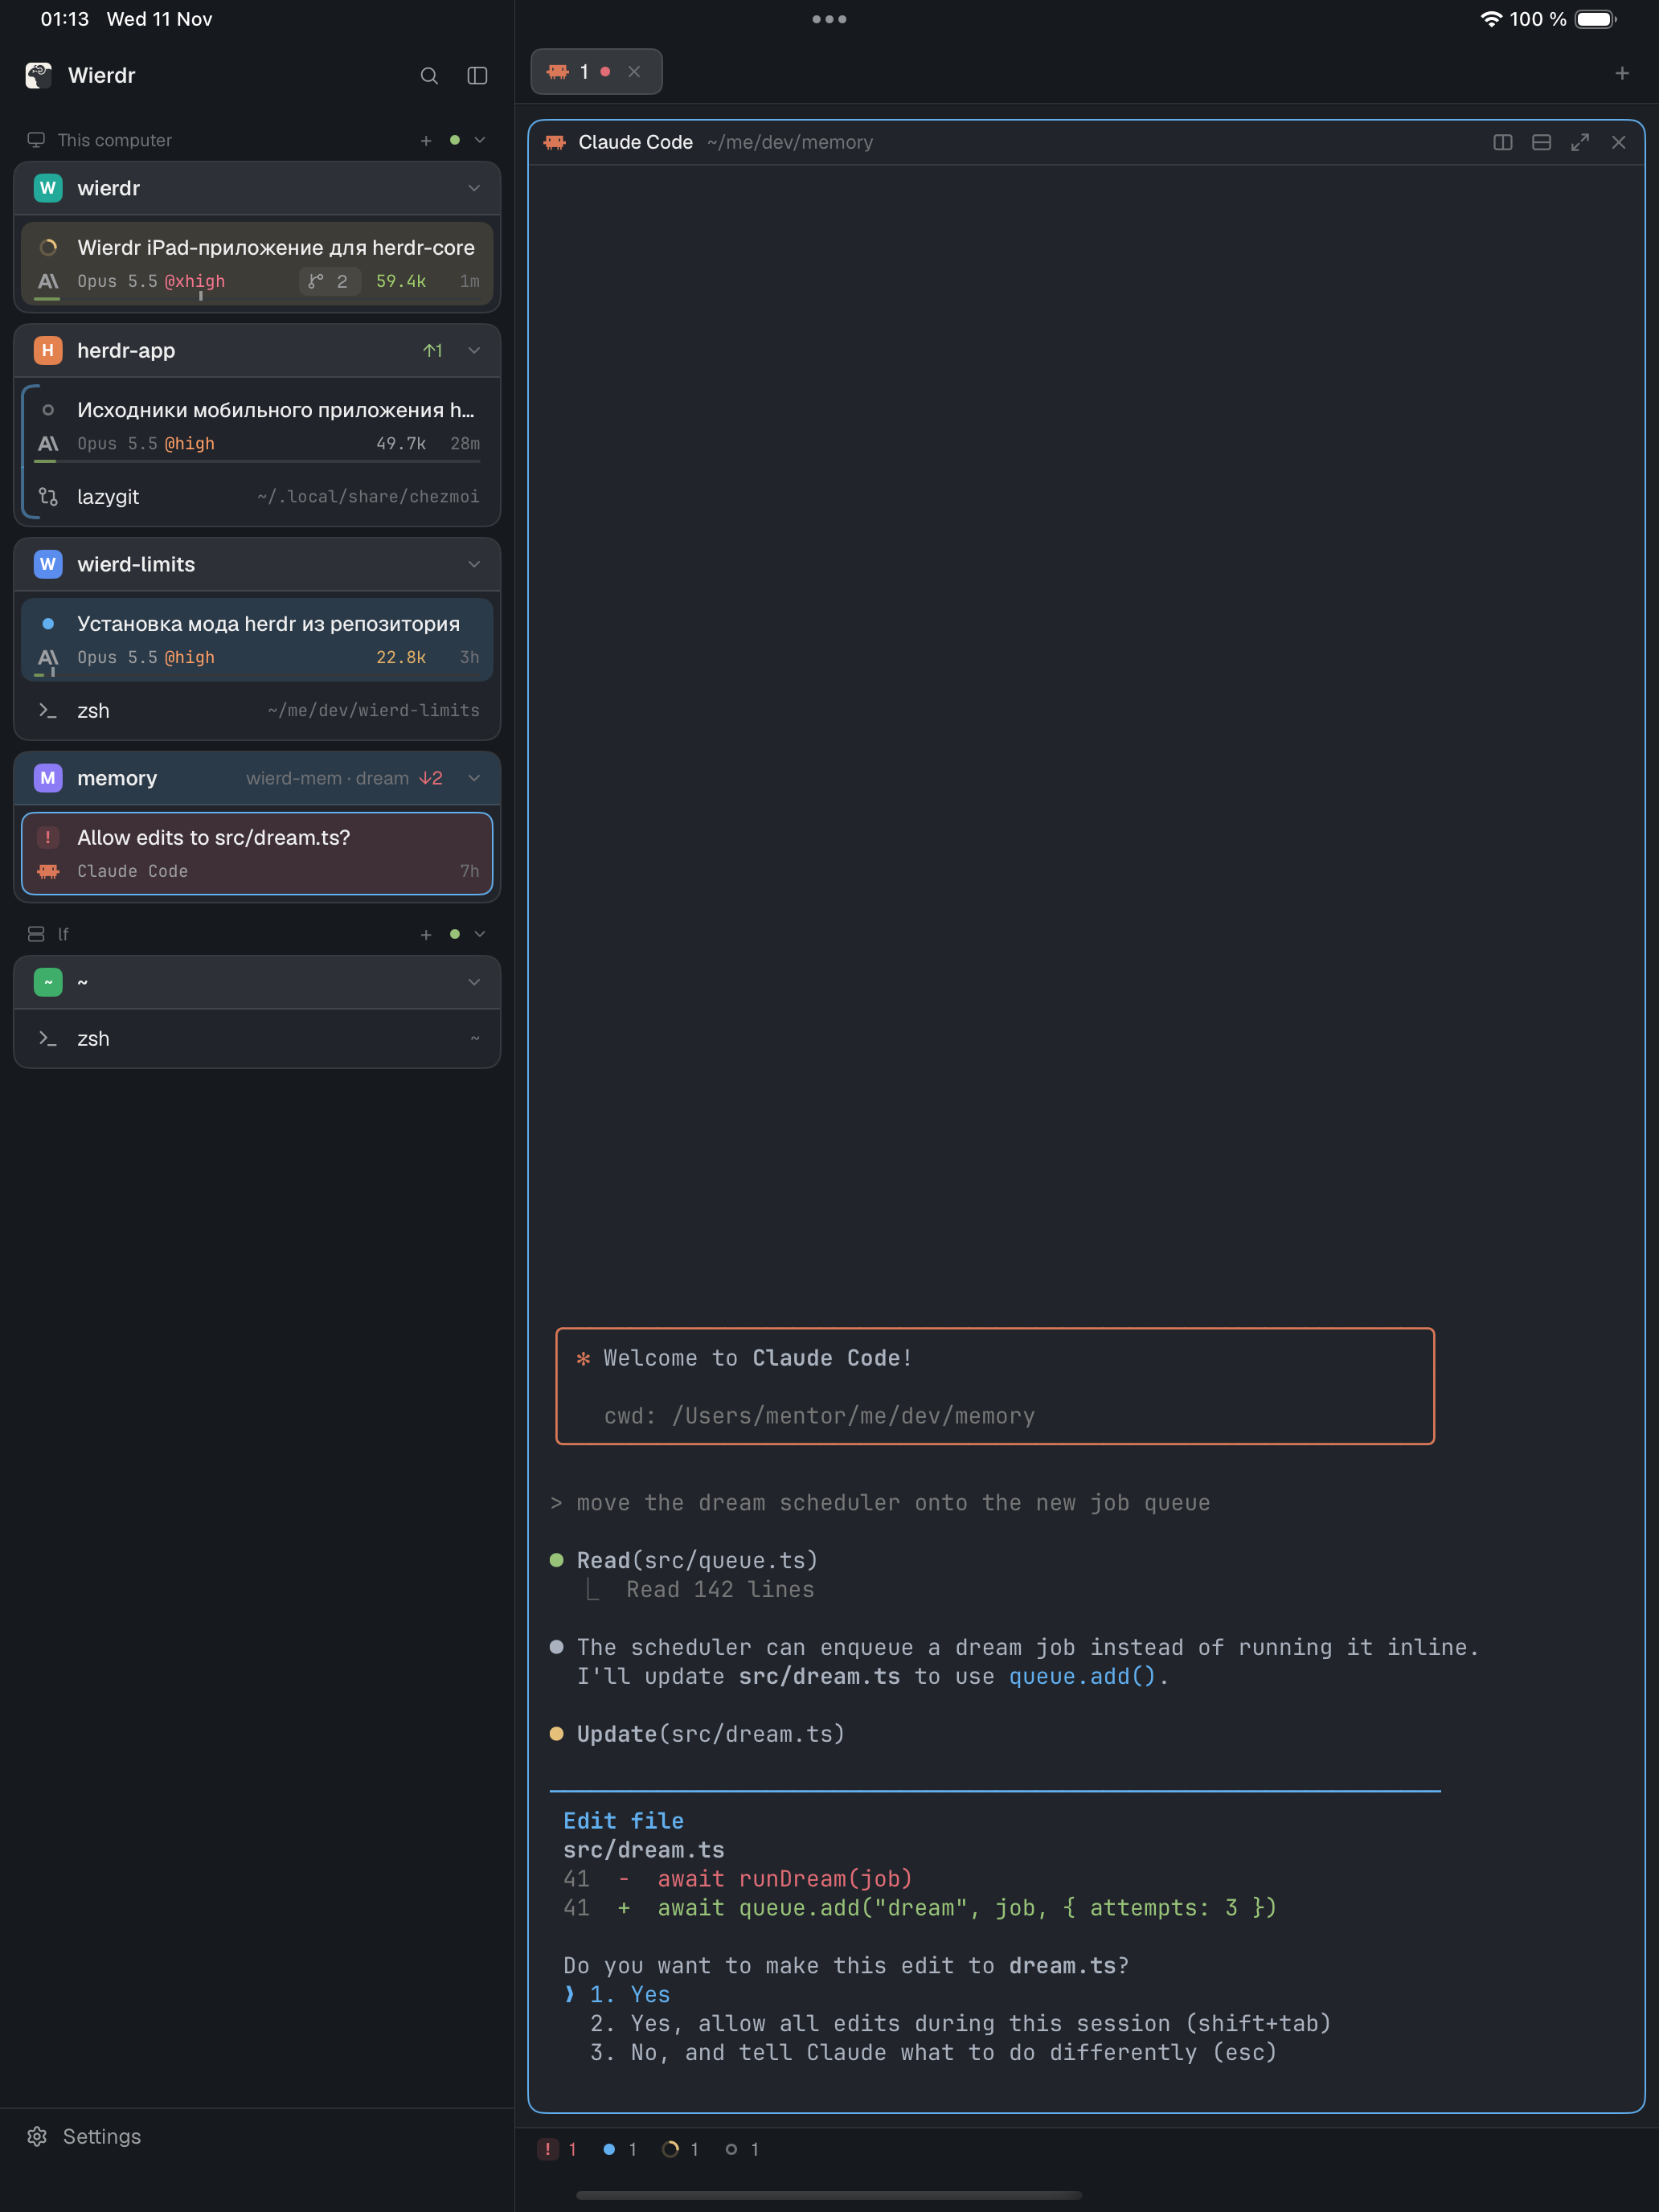 01:13 Wed 11 Nov
100 %
Wierdr
This computer
W wierdr
Wierdr iPad-приложение для herdr-core
Opus 5.5 @xhigh 2 59.4k 1m
H herdr-app ↑1
Исходники мобильного приложения h…
Opus 5.5 @high 49.7k 28m
lazygit ~/.local/share/chezmoi
W wierd-limits
Установка мода herdr из репозитория
Opus 5.5 @high 22.8k 3h
zsh ~/me/dev/wierd-limits
M memory wierd-mem · dream ↓2
! Allow edits to src/dream.ts?
Claude Code 7h
lf
~ ~
zsh ~
Settings
1
Claude Code ~/me/dev/memory
✻ Welcome to Claude Code!
cwd: /Users/mentor/me/dev/memory
> move the dream scheduler onto the new job queue
Read(src/queue.ts)
Read 142 lines
The scheduler can enqueue a dream job instead of running it inline.
I'll update src/dream.ts to use queue.add().
Update(src/dream.ts)
Edit file
src/dream.ts
41 - await runDream(job)
41 + await queue.add("dream", job, { attempts: 3 })
Do you want to make this edit to dream.ts?
❯ 1. Yes
2. Yes, allow all edits during this session (shift+tab)
3. No, and tell Claude what to do differently (esc)
! 1 1 1 1